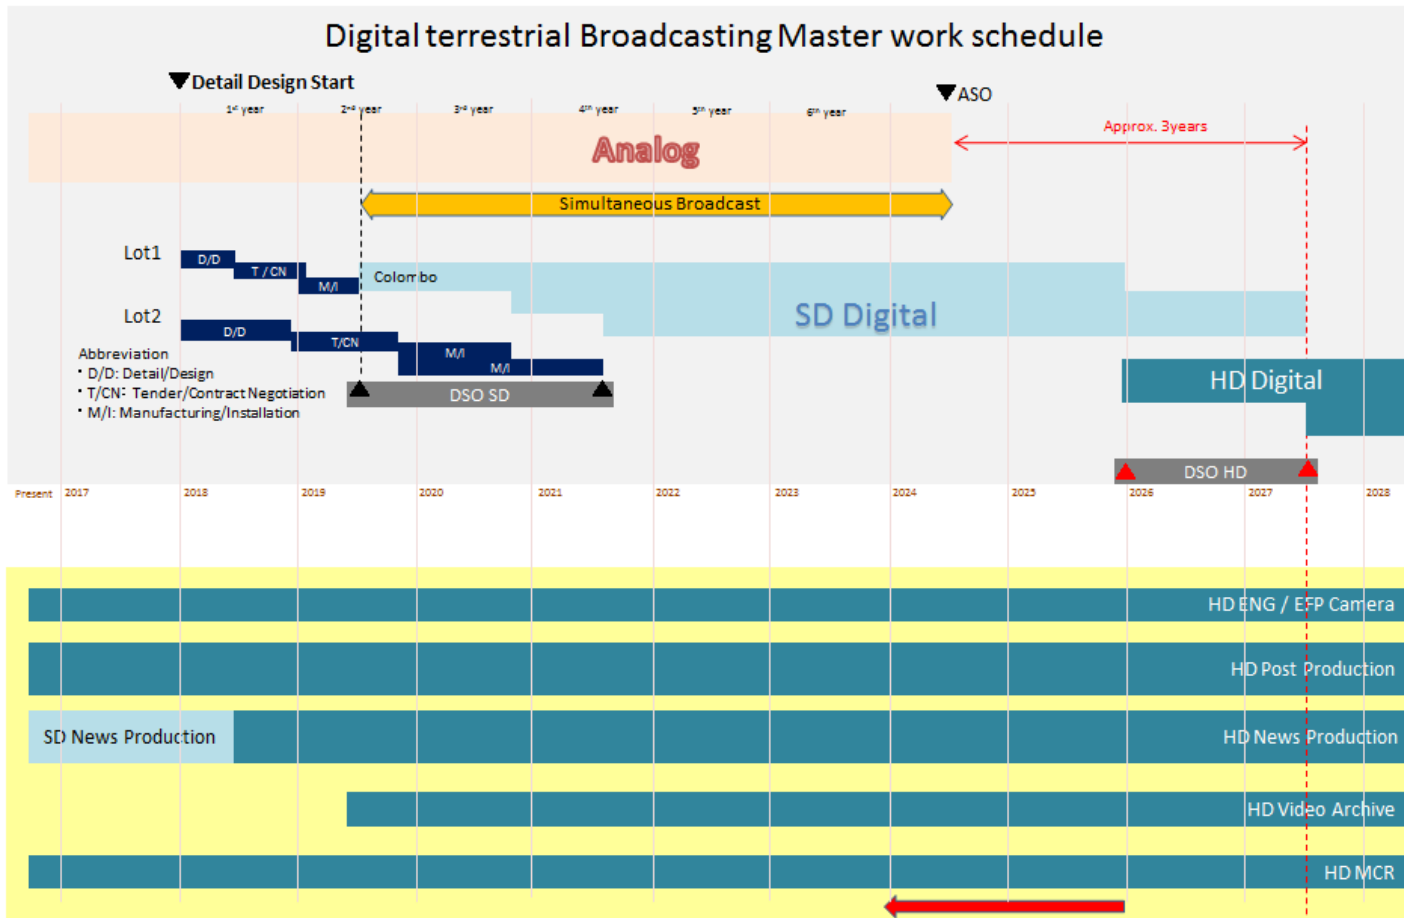 Digital terrestrial Broadcasting Master work schedule
▼Detail Design Start
▼ASO
1st year 2nd year 3rd year 4th year 5th year 6th year
Approx. 3years
Analog
Simultaneous Broadcast
Lot1
D/D
T / CN
M/I
Colombo
SD Digital
Lot2
D/D
T/CN
M/I
M/I
Abbreviation
・D/D: Detail/Design
・T/CN: Tender/Contract Negotiation
・M/I: Manufacturing/Installation
DSO SD
HD Digital
DSO HD
Present 2017 2018 2019 2020 2021 2022 2023 2024 2025 2026 2027 2028
HD ENG / EFP Camera
HD Post Production
SD News Production HD News Production
HD Video Archive
HD MCR